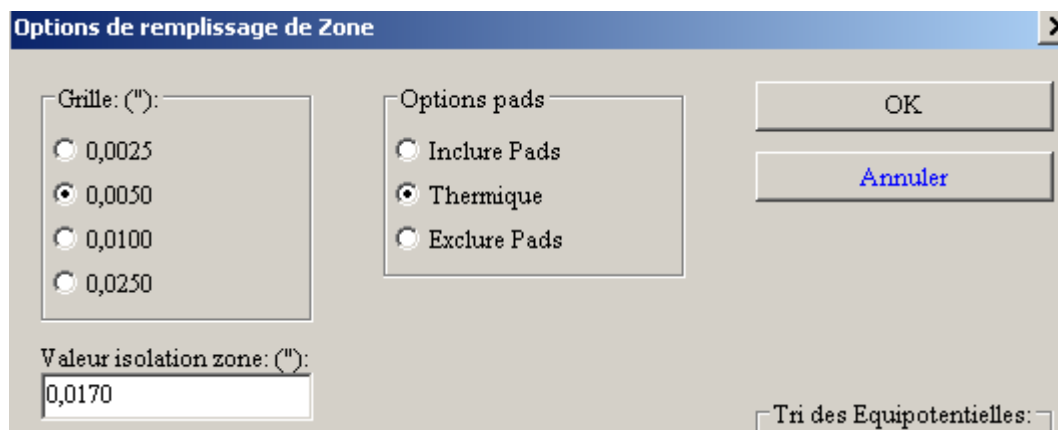 Options de remplissage de Zone
Grille: ("):
0,0025
0,0050
0,0100
0,0250
Valeur isolation zone: ("):
0,0170
Options pads
Inclure Pads
Thermique
Exclure Pads
OK
Annuler
Tri des Equipotentielles: